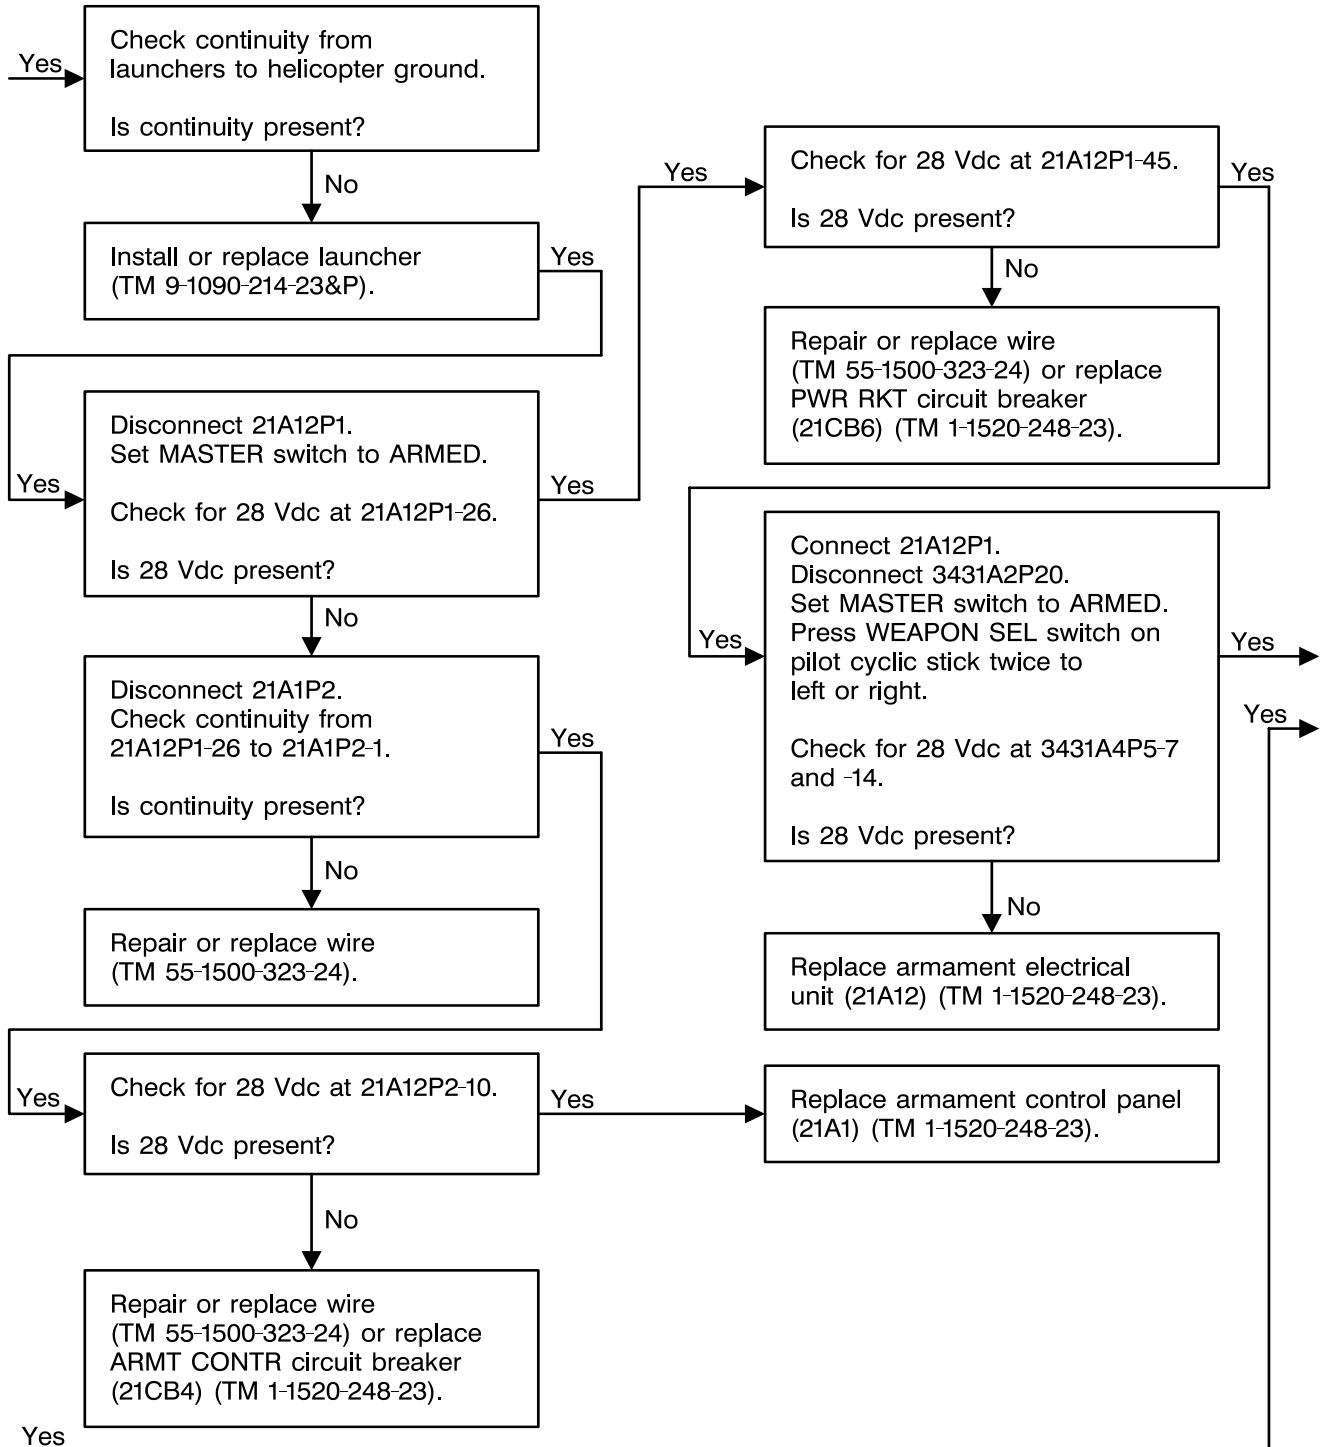 Yes
Check continuity from
launchers to helicopter ground.
Is continuity present?
No
Install or replace launcher
(TM 9-1090-214-23&P).
Yes
Yes
Disconnect 21A12P1.
Set MASTER switch to ARMED.
Check for 28 Vdc at 21A12P1-26.
Is 28 Vdc present?
Yes
No
Disconnect 21A1P2.
Check continuity from
21A12P1-26 to 21A1P2-1.
Is continuity present?
Yes
No
Repair or replace wire
(TM 55-1500-323-24).
Yes
Check for 28 Vdc at 21A12P2-10.
Is 28 Vdc present?
Yes
No
Repair or replace wire
(TM 55-1500-323-24) or replace
ARMT CONTR circuit breaker
(21CB4) (TM 1-1520-248-23).
Yes
Yes
Check for 28 Vdc at 21A12P1-45.
Is 28 Vdc present?
Yes
No
Repair or replace wire
(TM 55-1500-323-24) or replace
PWR RKT circuit breaker
(21CB6) (TM 1-1520-248-23).
Yes
Connect 21A12P1.
Disconnect 3431A2P20.
Set MASTER switch to ARMED.
Press WEAPON SEL switch on
pilot cyclic stick twice to
left or right.
Check for 28 Vdc at 3431A4P5-7
and -14.
Is 28 Vdc present?
Yes
Yes
No
Replace armament electrical
unit (21A12) (TM 1-1520-248-23).
Replace armament control panel
(21A1) (TM 1-1520-248-23).